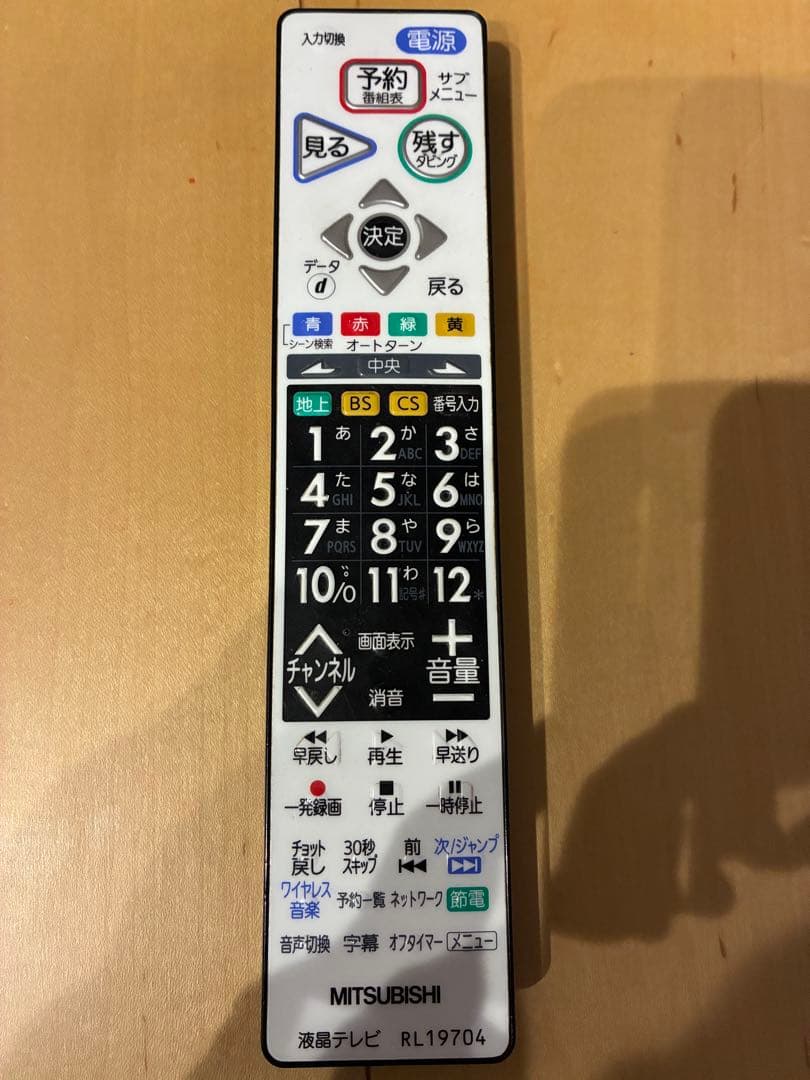 入力切換 電源
予約 サブ
番組表 メニュー
見る 残す
ダビング
決定
データ
d 戻る
青 赤 緑 黄
シーン検索 オートターン
中央
地上 BS CS 番号入力
1 あ 2 か ABC 3 さ DEF
4 た GHI 5 な JKL 6 は MNO
7 ま PQRS 8 や TUV 9 ら WXYZ
10/0 ゛゜ 11 わ 記号# 12 *
画面表示 +
チャンネル 音量
消音 −
早戻し 再生 早送り
一発録画 停止 一時停止
チョット 30秒 前 次/ジャンプ
戻し スキップ
ワイヤレス 予約一覧 ネットワーク 節電
音楽
音声切換 字幕 オフタイマー メニュー
MITSUBISHI
液晶テレビ RL19704